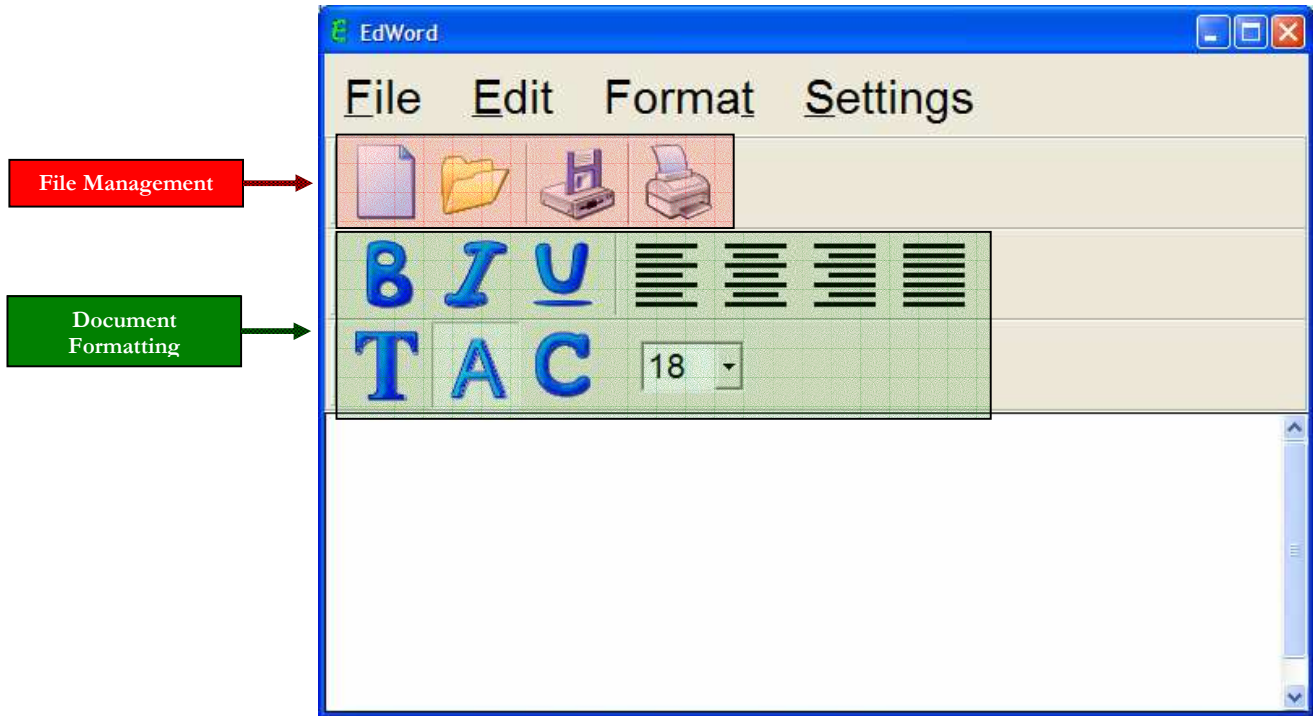 EdWord
File Edit Format Settings
File Management
B I U
Document
Formatting
T A C 18